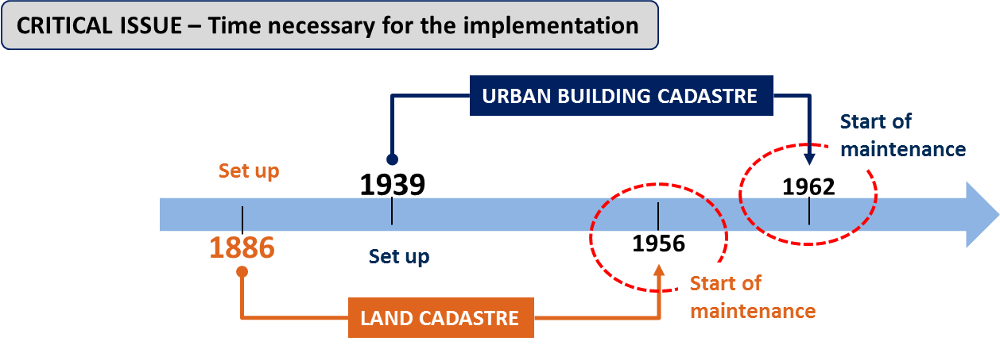 CRITICAL ISSUE – Time necessary for the implementation
URBAN BUILDING CADASTRE
Start of
maintenance
Set up
1939
1962
1886
Set up
1956
Start of
maintenance
LAND CADASTRE